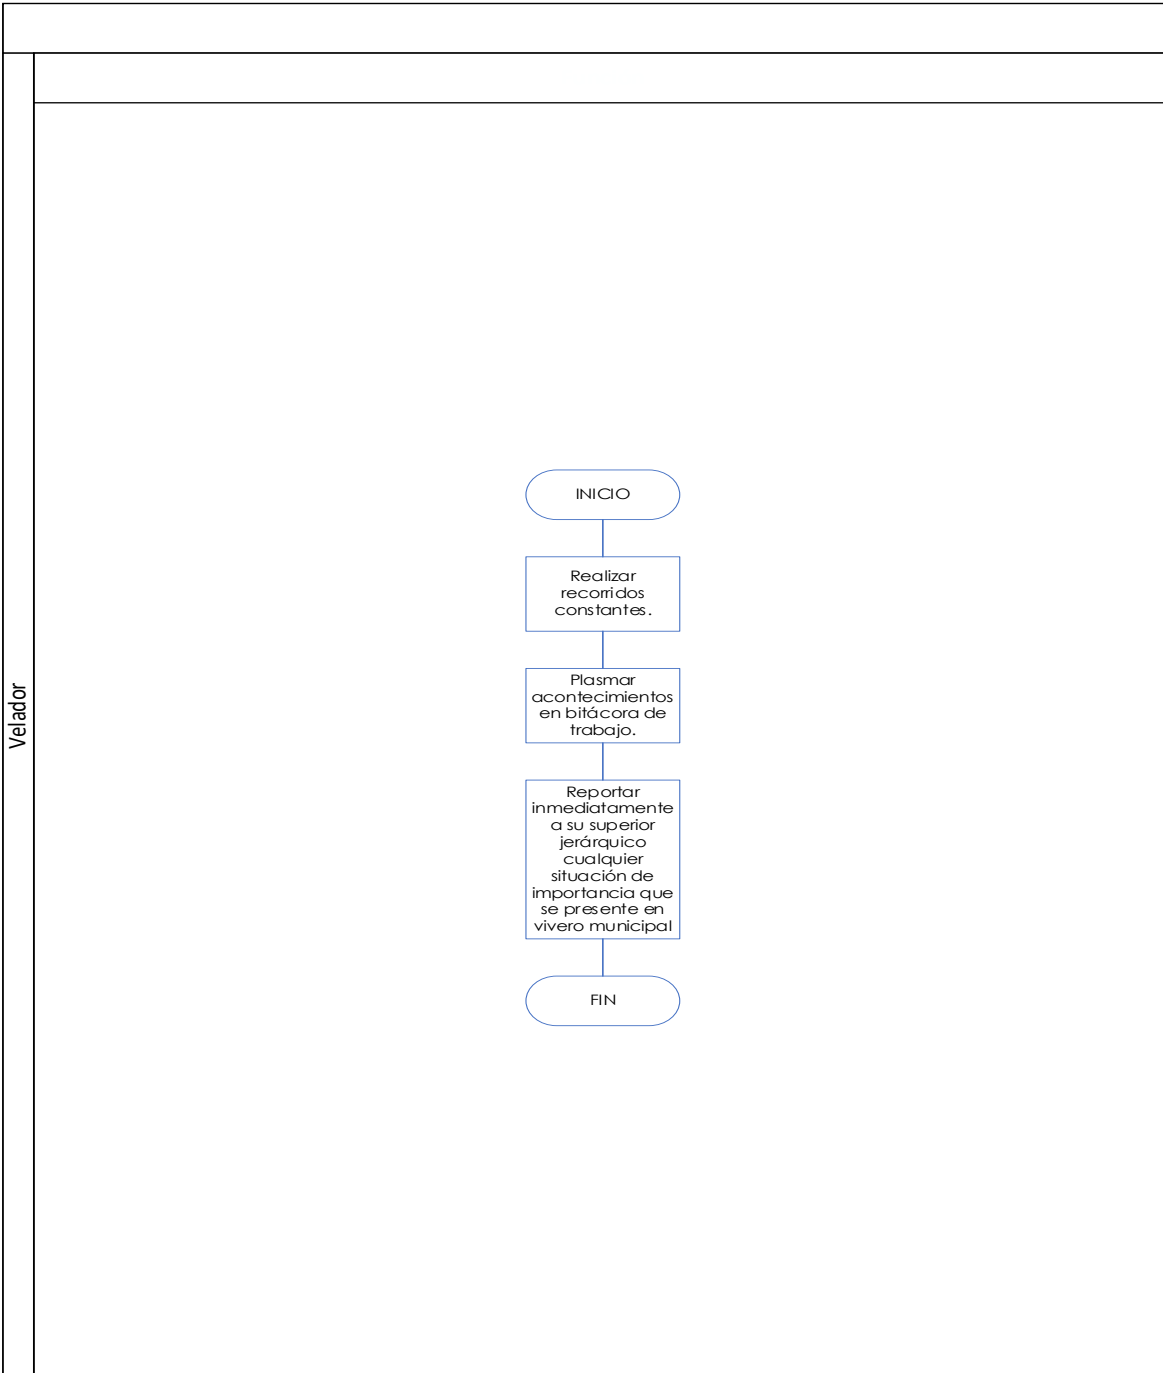 Velador
INICIO
Realizar
recorridos
constantes.
Plasmar
acontecimientos
en bitácora de
trabajo.
Reportar
inmediatamente
a su superior
jerárquico
cualquier
situación de
importancia que
se presente en
vivero municipal
FIN